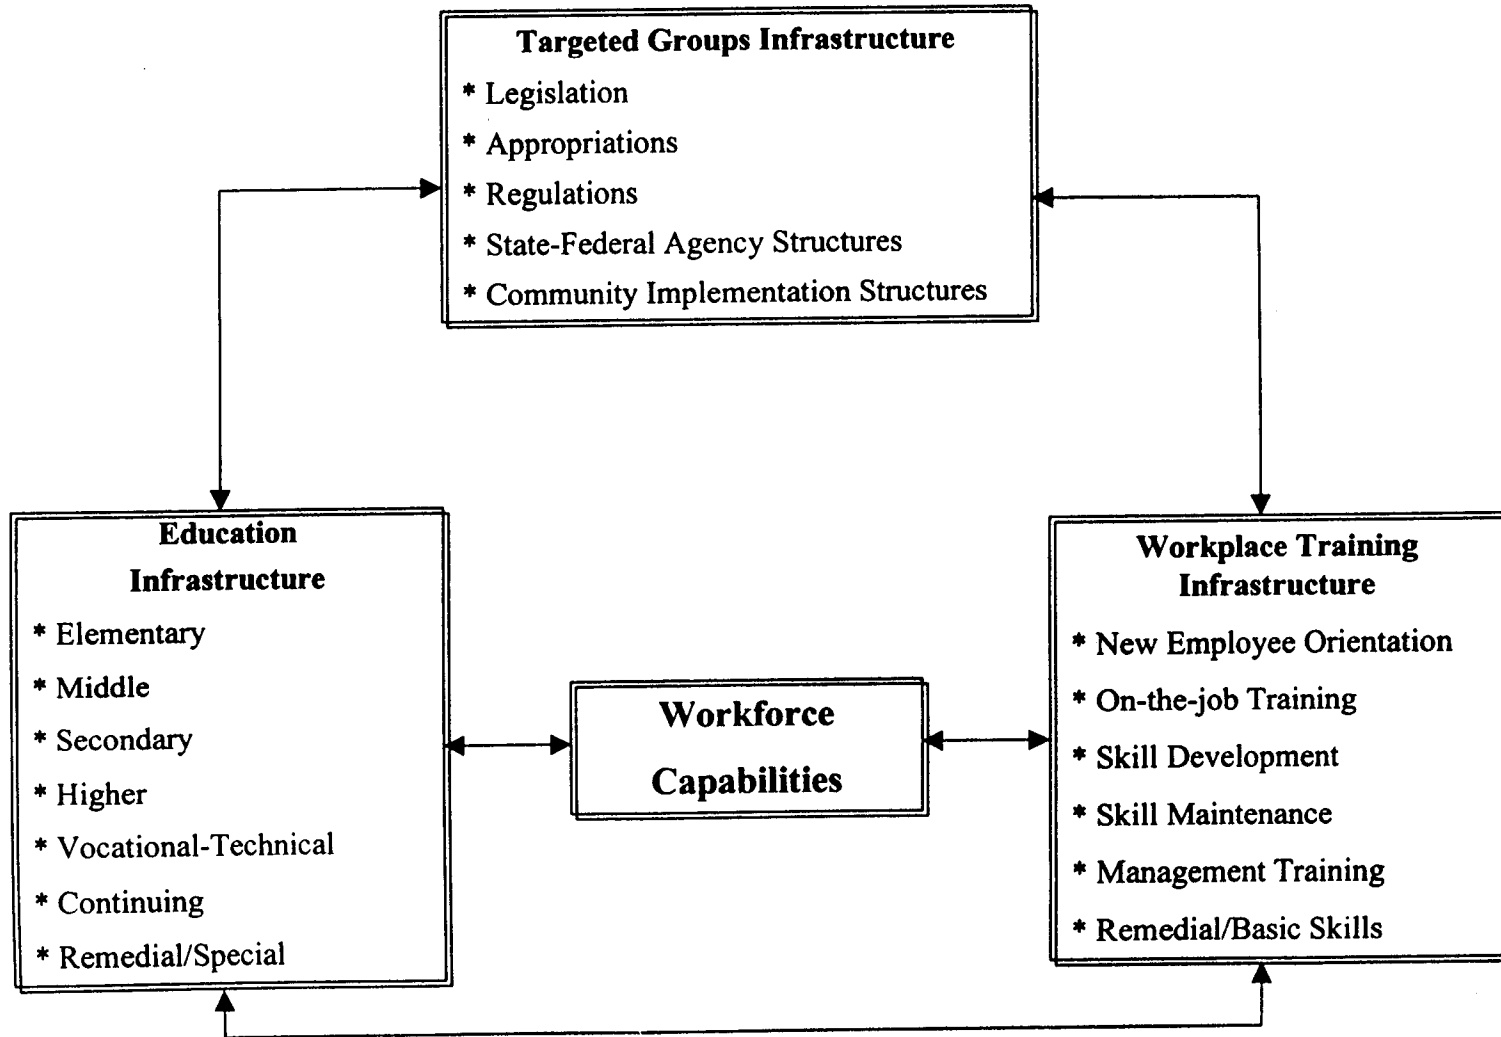 Targeted Groups Infrastructure
* Legislation
* Appropriations
* Regulations
* State-Federal Agency Structures
* Community Implementation Structures
Education
Infrastructure
* Elementary
* Middle
* Secondary
* Higher
* Vocational-Technical
* Continuing
* Remedial/Special
Workforce
Capabilities
Workplace Training
Infrastructure
* New Employee Orientation
* On-the-job Training
* Skill Development
* Skill Maintenance
* Management Training
* Remedial/Basic Skills